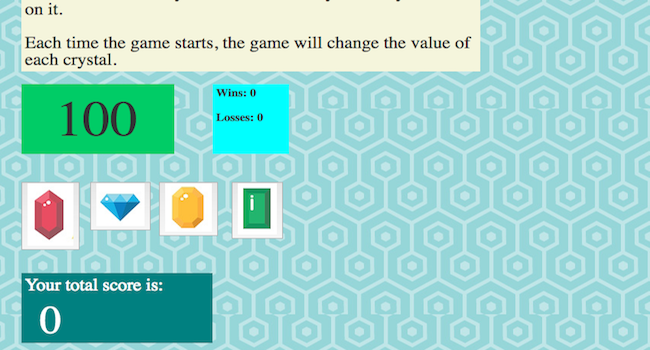 on it.
Each time the game starts, the game will change the value of
each crystal.
100
Wins: 0
Losses: 0
Your total score is:
0